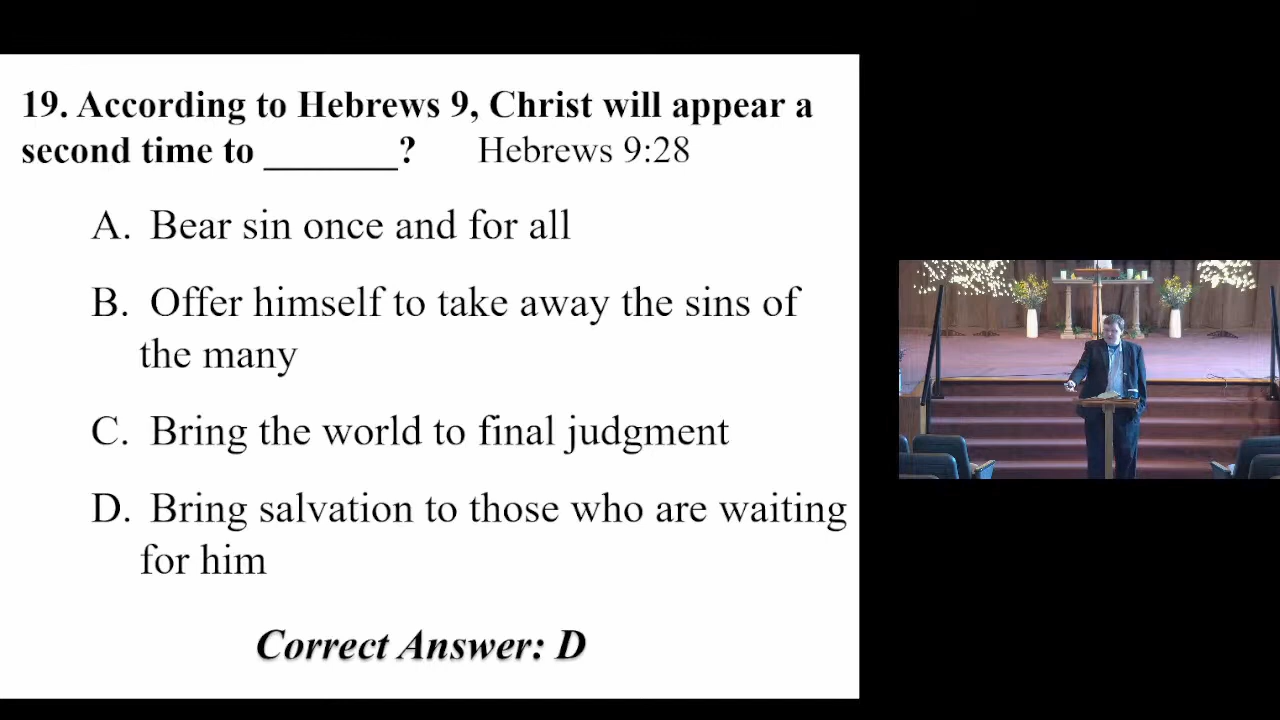 19. According to Hebrews 9, Christ will appear a
second time to _______? Hebrews 9:28
A. Bear sin once and for all
B. Offer himself to take away the sins of
the many
C. Bring the world to final judgment
D. Bring salvation to those who are waiting
for him
Correct Answer: D